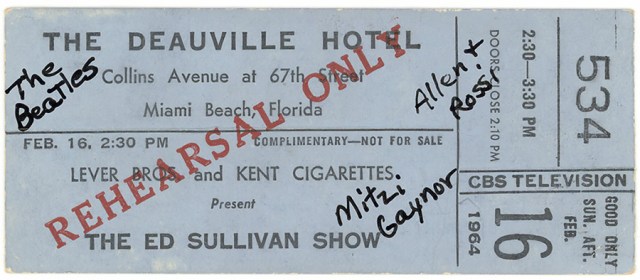 THE DEAUVILLE HOTEL
Collins Avenue at 67th Street
Miami Beach, Florida
FEB. 16, 2:30 PM COMPLIMENTARY—NOT FOR SALE
LEVER BROS. and KENT CIGARETTES.
Present
THE ED SULLIVAN SHOW
REHEARSAL ONLY
The
Beatles
Allen +
Rossi
Mitzi
Gaynor
2:30-3:30 PM
DOORS CLOSE 2:10 PM
534
CBS TELEVISION
GOOD ONLY
SUN. AFT.
FEB.
16
1964